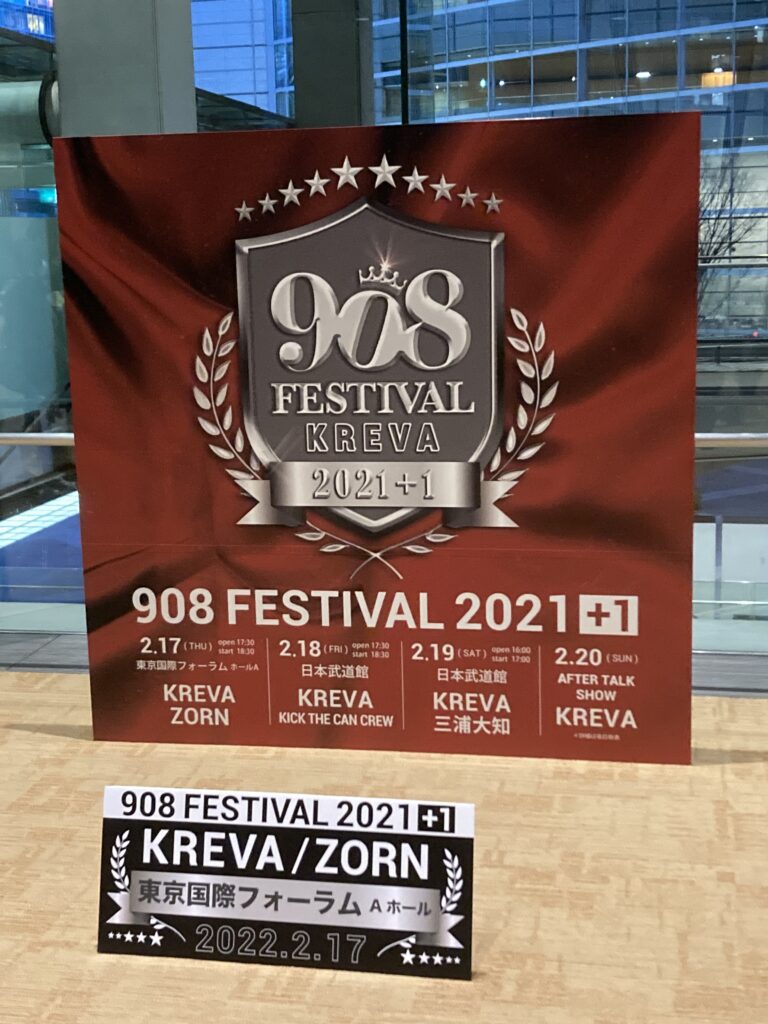 908
FESTIVAL
KREVA
2021+1
908 FESTIVAL 2021+1
2.17(THU) open 17:30 start 18:30
東京国際フォーラム ホールA
KREVA
ZORN
2.18(FRI) open 17:30 start 18:30
日本武道館
KREVA
KICK THE CAN CREW
2.19(SAT) open 16:00 start 17:00
日本武道館
KREVA
三浦大知
2.20(SUN)
AFTER TALK
SHOW
KREVA
908 FESTIVAL 2021+1
KREVA/ZORN
東京国際フォーラム Aホール
2022.2.17